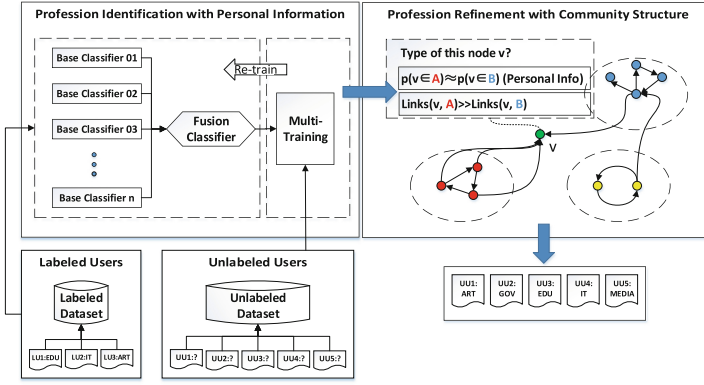 Profession Identification with Personal Information
Base Classifier 01
Base Classifier 02
Base Classifier 03
Base Classifier n
Fusion
Classifier
Re-train
Multi-
Training
Profession Refinement with Community Structure
Type of this node v?
p(v∈A)≈p(v∈B) (Personal Info)
Links(v, A)>>Links(v, B)
V
Labeled Users
Labeled
Dataset
LU1:EDU
LU2:IT
LU3:ART
Unlabeled Users
Unlabeled
Dataset
UU1:?
UU2:?
UU3:?
UU4:?
UU5:?
UU1:
ART
UU2:
GOV
UU3:
EDU
UU4:
IT
UU5:
MEDIA